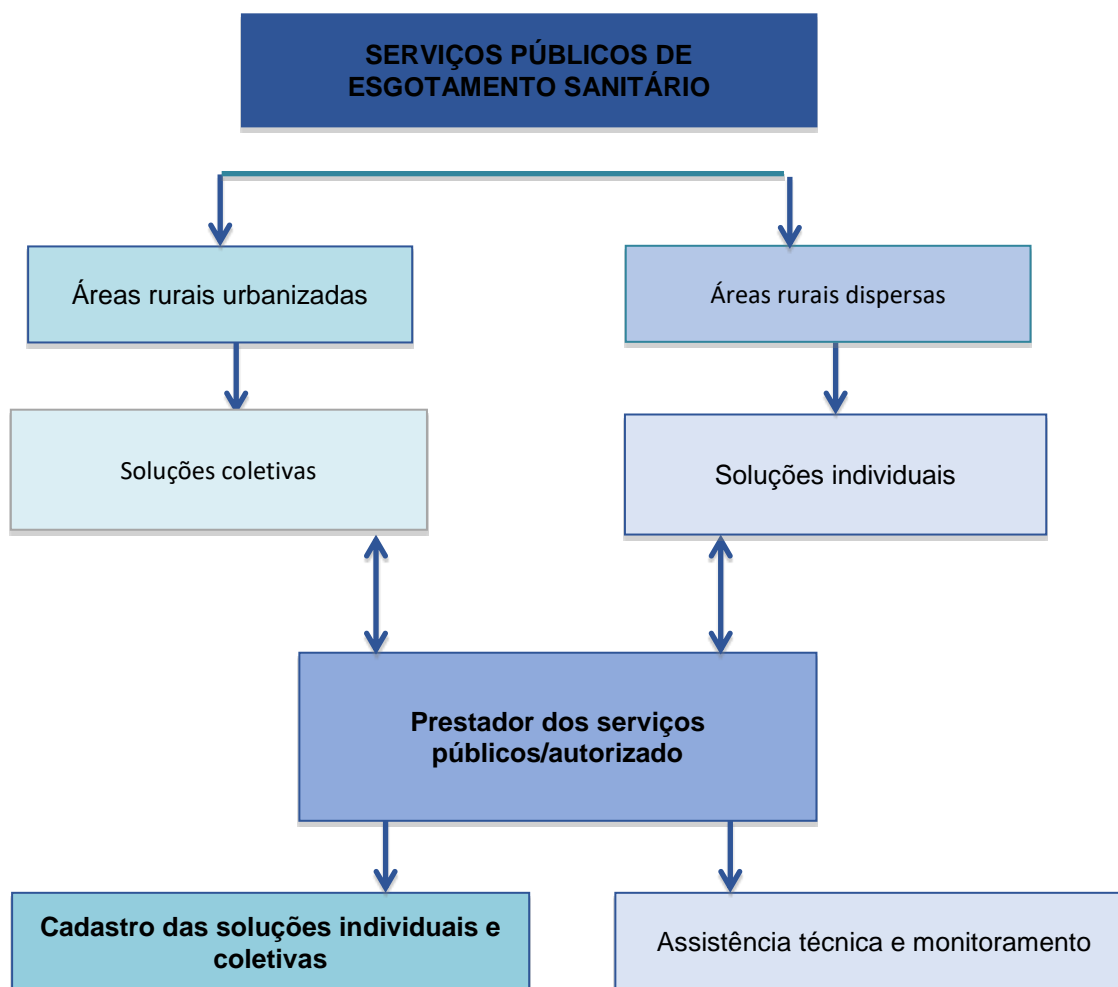 SERVIÇOS PÚBLICOS DE
ESGOTAMENTO SANITÁRIO
Áreas rurais urbanizadas
Áreas rurais dispersas
Soluções coletivas
Soluções individuais
Prestador dos serviços
públicos/autorizado
Cadastro das soluções individuais e
coletivas
Assistência técnica e monitoramento